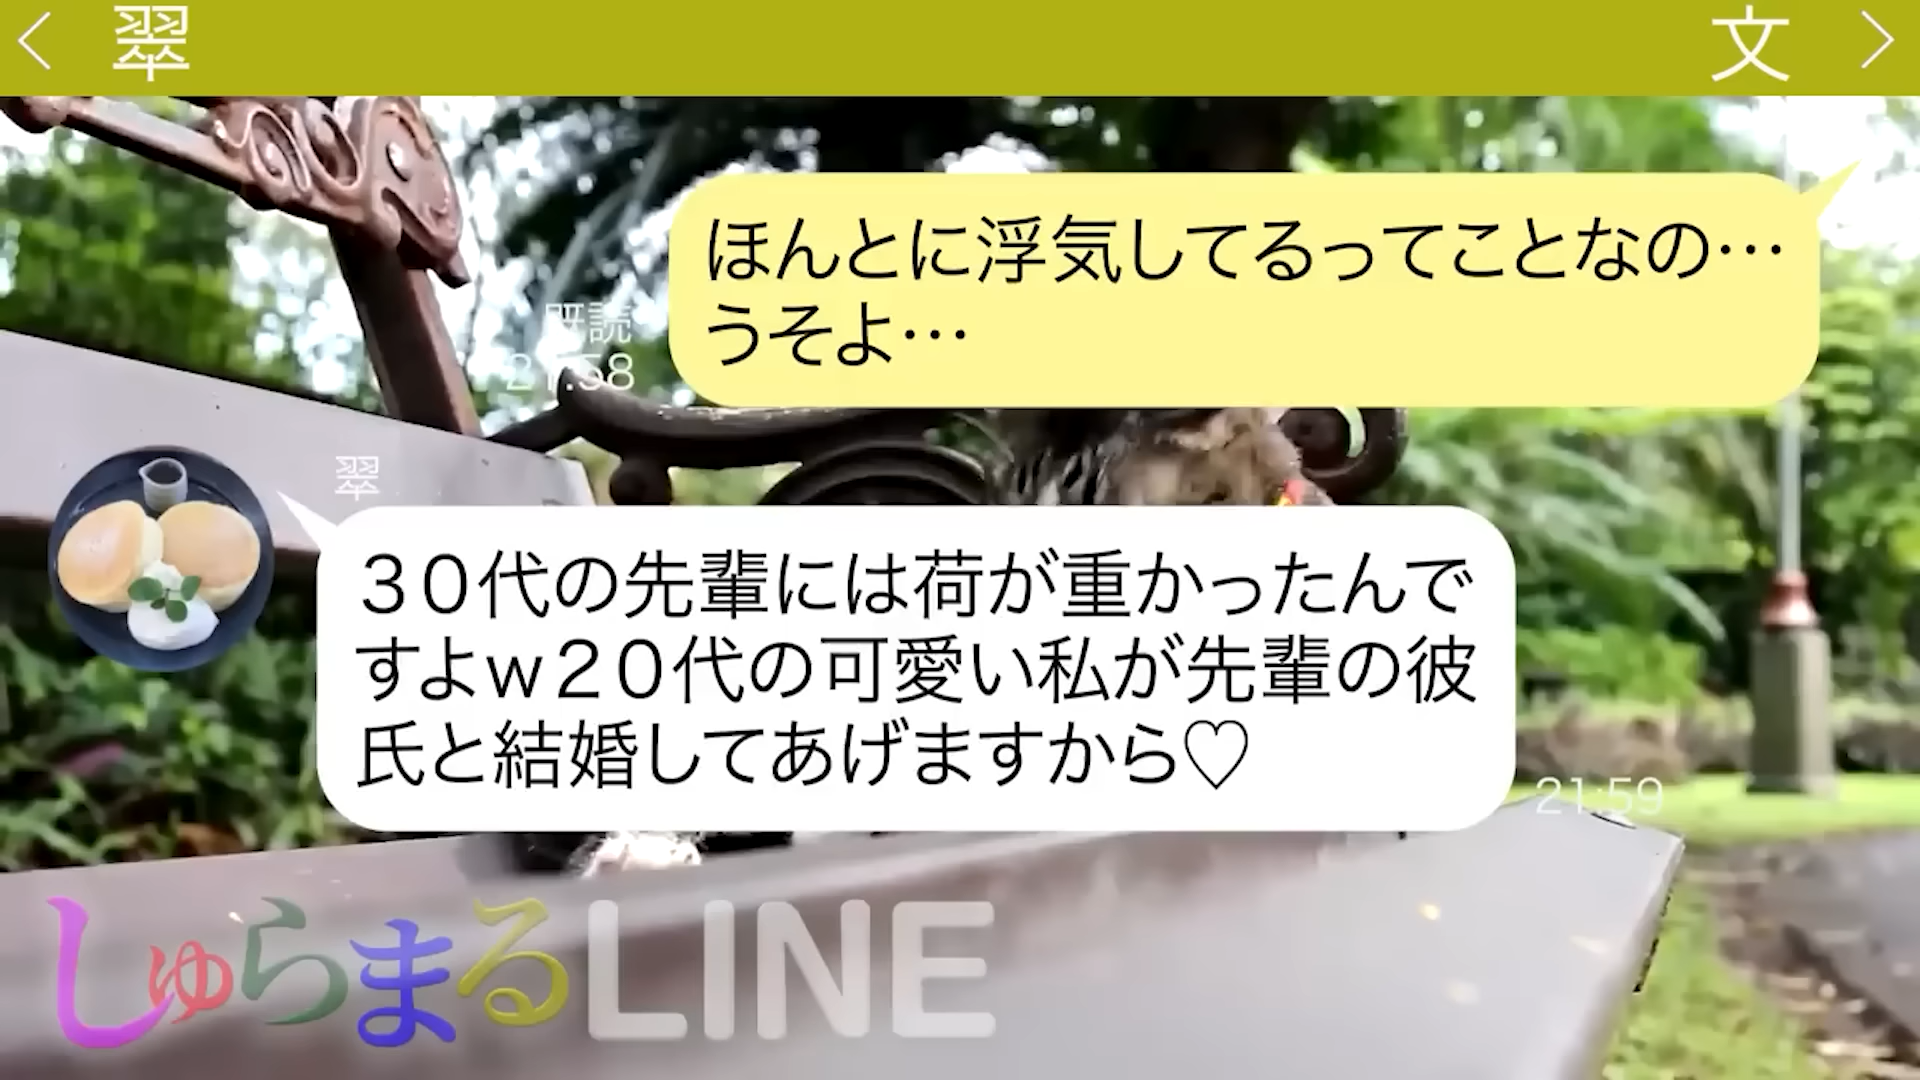 翠
文
ほんとに浮気してるってことなの…
うそよ…
既読
21:58
翠
３０代の先輩には荷が重かったんで
すよｗ２０代の可愛い私が先輩の彼
氏と結婚してあげますから♡
21:59
しゅらまるLINE